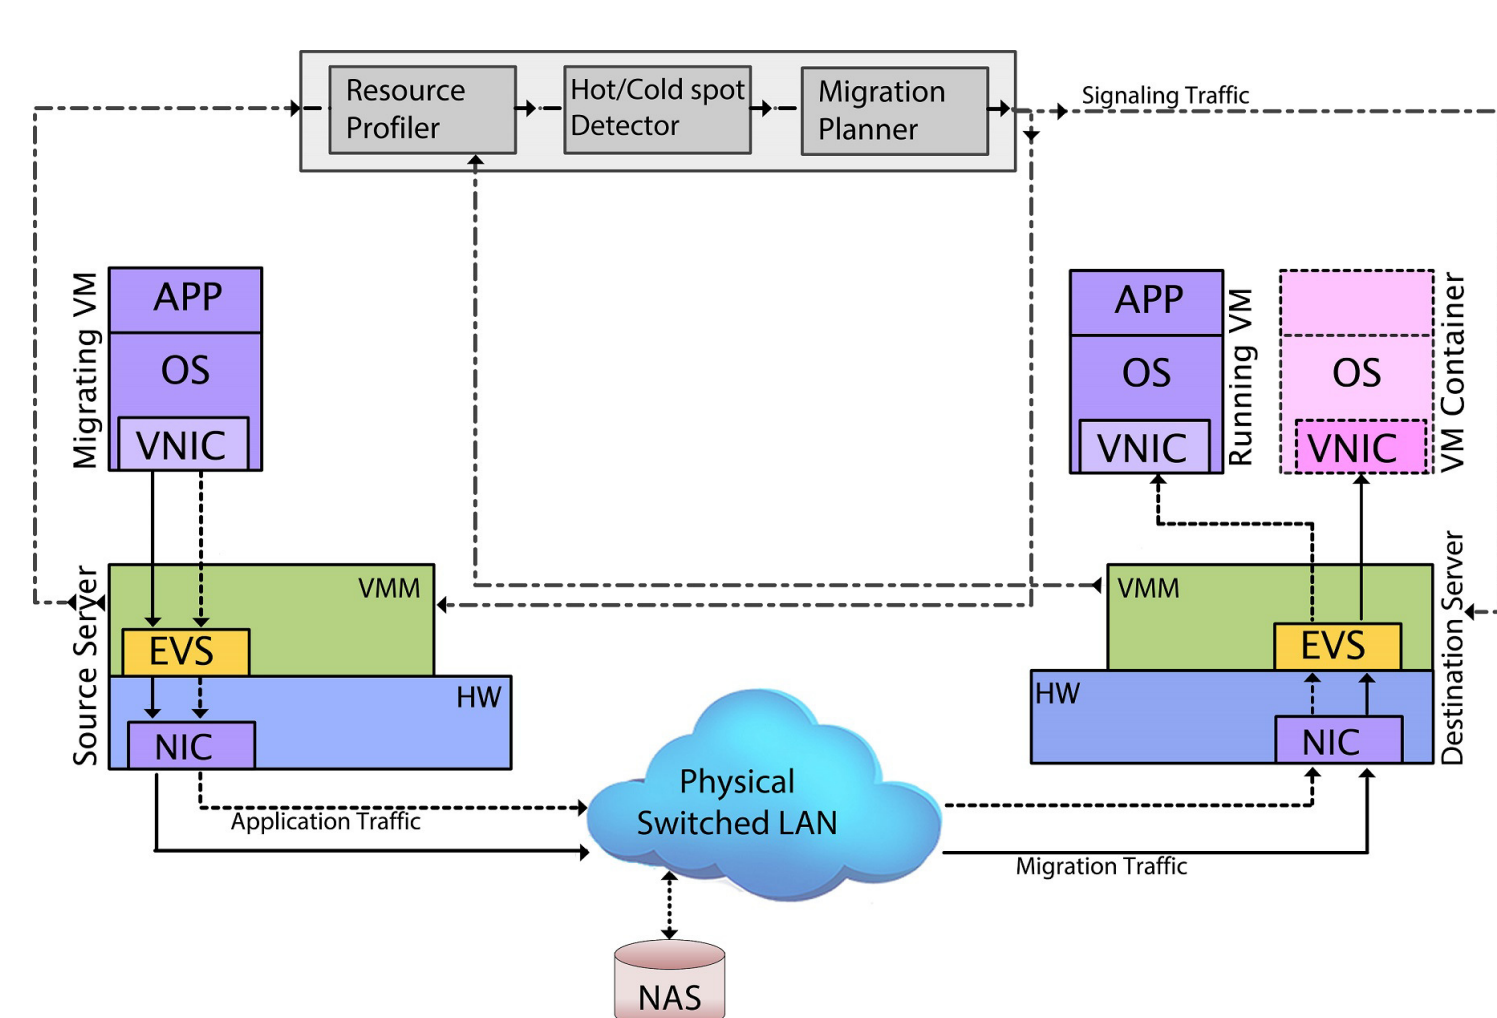 Resource
Profiler
Hot/Cold spot
Detector
Migration
Planner
Signaling Traffic
Migrating VM
APP
OS
VNIC
APP
OS
VNIC
Running VM
OS
VNIC
VM Container
Source Server
VMM
EVS
HW
NIC
VMM
EVS
HW
NIC
Destination Server
Physical
Switched LAN
Application Traffic
Migration Traffic
NAS